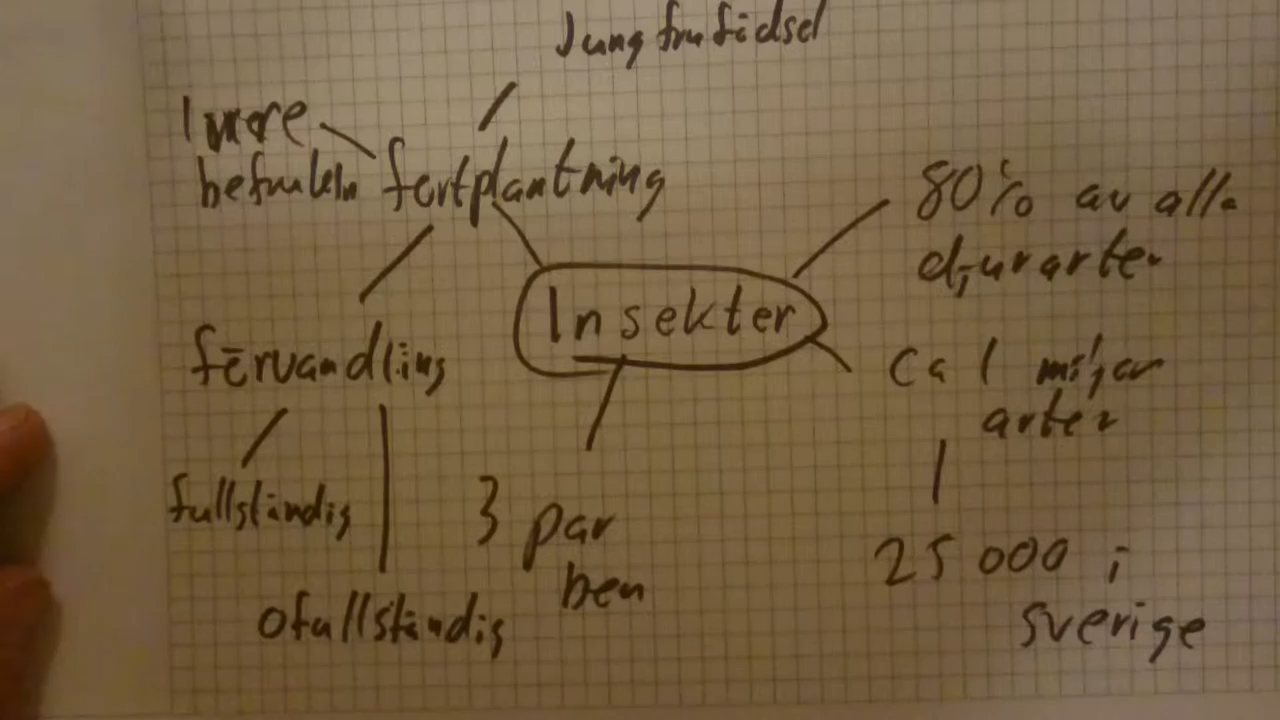 Jungfrufödsel
Inre
befruktn
fortplantning
80% av alla
djurarter
Insekter
förvandling
ca 1 miljon
arter
fullständig
3 par
ben
25 000 i
sverige
ofullständig